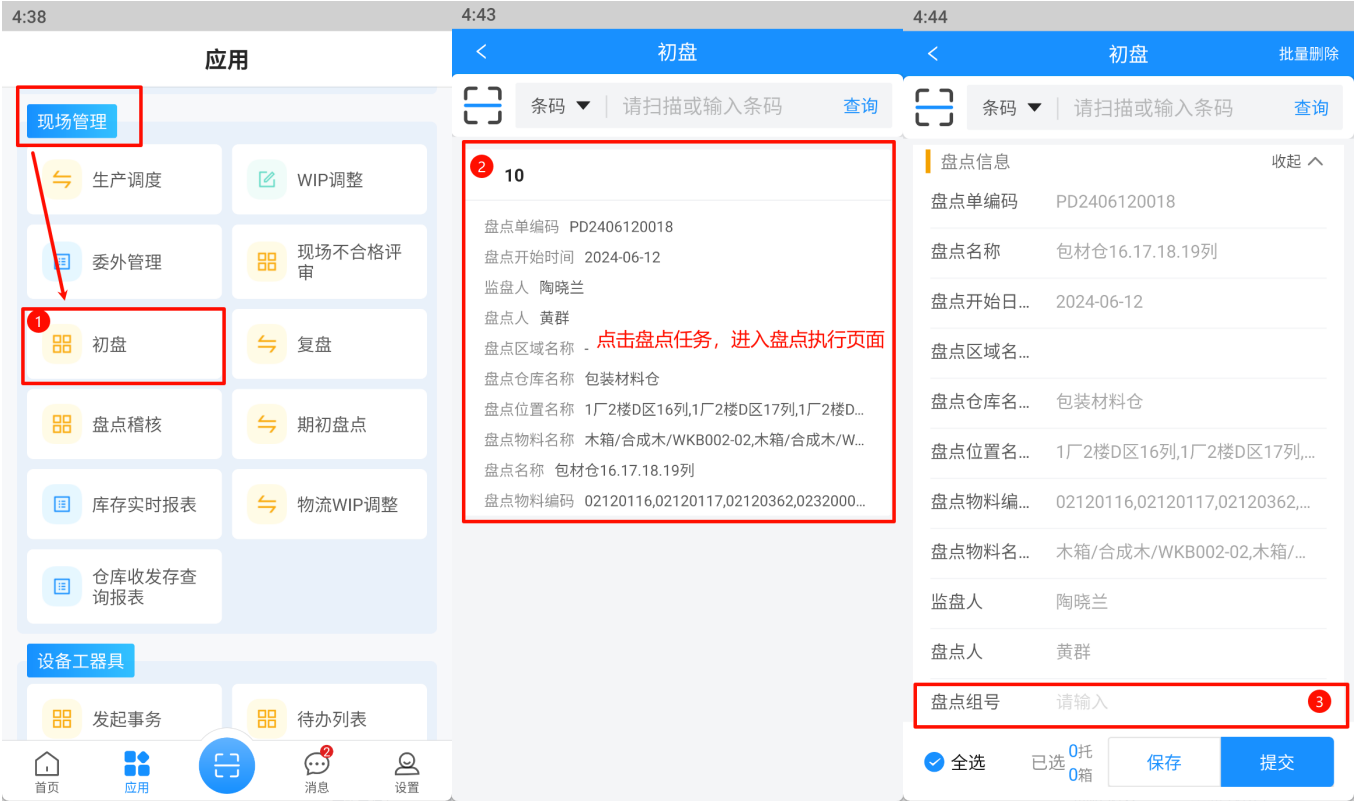 4:38
应用
现场管理
生产调度
WIP调整
委外管理
现场不合格评
审
1
初盘
复盘
盘点稽核
期初盘点
库存实时报表
物流WIP调整
仓库收发存查
询报表
设备工器具
发起事务
待办列表
2
首页
应用
消息
设置
4:43
初盘
条码
请扫描或输入条码
查询
2
10
盘点单编码 PD2406120018
盘点开始时间 2024-06-12
监盘人 陶晓兰
盘点人 黄群
盘点区域名称 -
点击盘点任务，进入盘点执行页面
盘点仓库名称 包装材料仓
盘点位置名称 1厂2楼D区16列,1厂2楼D区17列,1厂2楼D...
盘点物料名称 木箱/合成木/WKB002-02,木箱/合成木/W...
盘点名称 包材仓16.17.18.19列
盘点物料编码 02120116,02120117,02120362,0232000...
4:44
初盘
批量删除
条码
请扫描或输入条码
查询
盘点信息
收起
盘点单编码 PD2406120018
盘点名称 包材仓16.17.18.19列
盘点开始日... 2024-06-12
盘点区域名...
盘点仓库名... 包装材料仓
盘点位置名... 1厂2楼D区16列,1厂2楼D区17列,...
盘点物料编... 02120116,02120117,02120362,...
盘点物料名... 木箱/合成木/WKB002-02,木箱/...
监盘人 陶晓兰
盘点人 黄群
盘点组号 请输入
3
全选
已选
0托
0箱
保存
提交